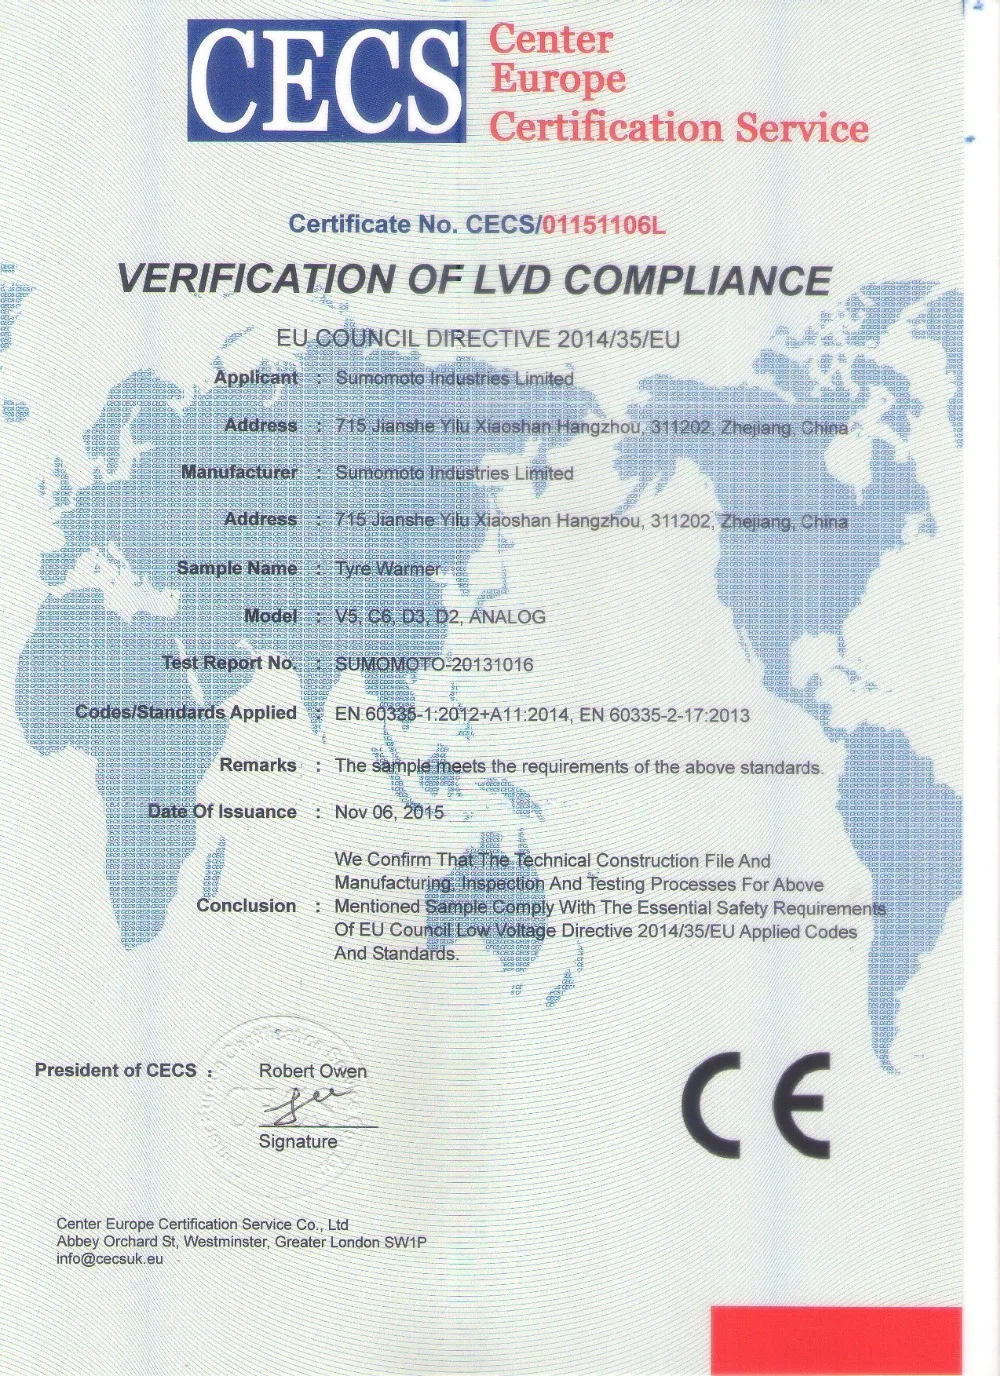 CECS
Center
Europe
Certification Service
Certificate No. CECS/01151106L
VERIFICATION OF LVD COMPLIANCE
EU COUNCIL DIRECTIVE 2014/35/EU
Applicant : Sumomoto Industries Limited
Address : 715 Jianshe Yilu Xiaoshan Hangzhou, 311202, Zhejiang, China
Manufacturer : Sumomoto Industries Limited
Address : 715 Jianshe Yilu Xiaoshan Hangzhou, 311202, Zhejiang, China
Sample Name : Tyre Warmer
Model : V5, C6, D3, D2, ANALOG
Test Report No. : SUMOMOTO-20131016
Codes/Standards Applied : EN 60335-1:2012+A11:2014, EN 60335-2-17:2013
Remarks : The sample meets the requirements of the above standards.
Date Of Issuance : Nov 06, 2015
We Confirm That The Technical Construction File And
Manufacturing, Inspection And Testing Processes For Above
Conclusion : Mentioned Sample Comply With The Essential Safety Requirements
Of EU Council Low Voltage Directive 2014/35/EU Applied Codes
And Standards.
President of CECS : Robert Owen
Signature
CE
Center Europe Certification Service Co., Ltd
Abbey Orchard St, Westminster, Greater London SW1P
info@cecsuk.eu